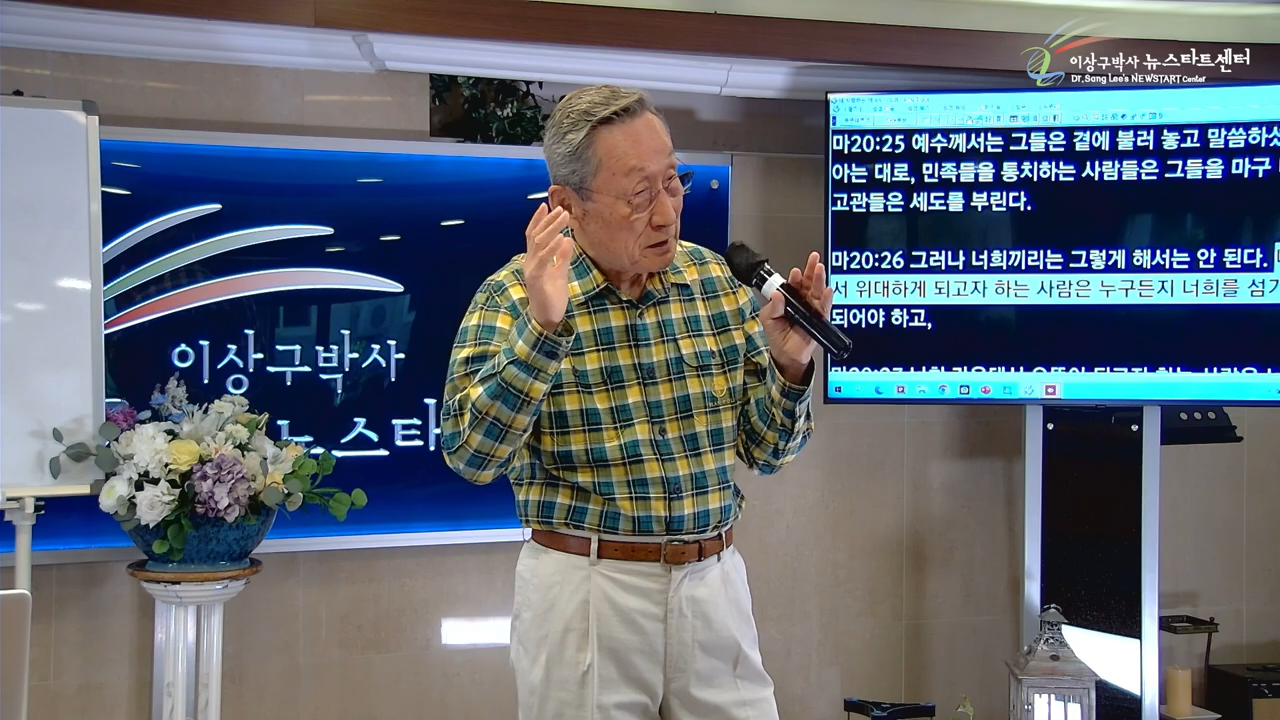 이상구박사 뉴스타트센터
Dr. Sang Lee's NEWSTART Center
마20:25 예수께서는 그들은 곁에 불러 놓고 말씀하셨
아는 대로, 민족들을 통치하는 사람들은 그들을 마구
고관들은 세도를 부린다.
마20:26 그러나 너희끼리는 그렇게 해서는 안 된다.
서 위대하게 되고자 하는 사람은 누구든지 너희를 섬기
되어야 하고,
이상구박사
뉴스타